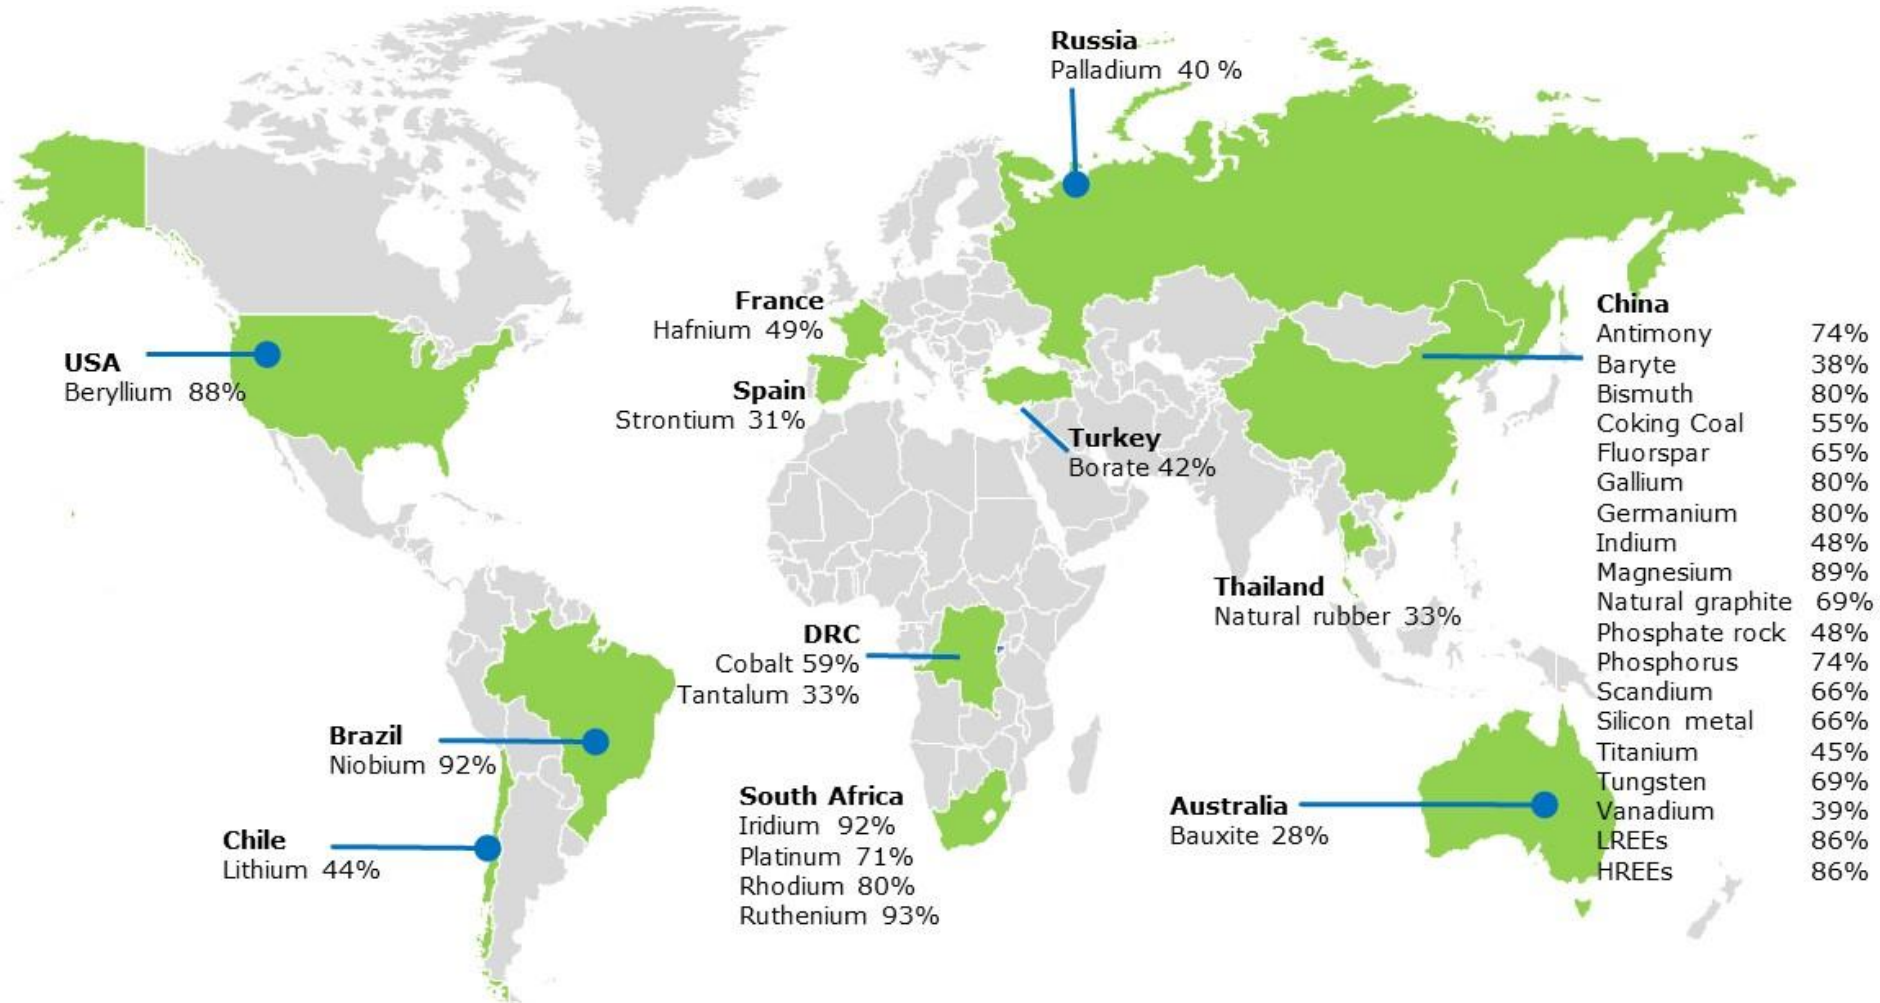 Russia
Palladium 40 %
France
Hafnium 49%
USA
Beryllium 88%
Spain
Strontium 31%
Turkey
Borate 42%
China
Antimony 74%
Baryte 38%
Bismuth 80%
Coking Coal 55%
Fluorspar 65%
Gallium 80%
Germanium 80%
Indium 48%
Magnesium 89%
Natural graphite 69%
Phosphate rock 48%
Phosphorus 74%
Scandium 66%
Silicon metal 66%
Titanium 45%
Tungsten 69%
Vanadium 39%
LREEs 86%
HREEs 86%
Thailand
Natural rubber 33%
DRC
Cobalt 59%
Tantalum 33%
Brazil
Niobium 92%
Chile
Lithium 44%
South Africa
Iridium 92%
Platinum 71%
Rhodium 80%
Ruthenium 93%
Australia
Bauxite 28%